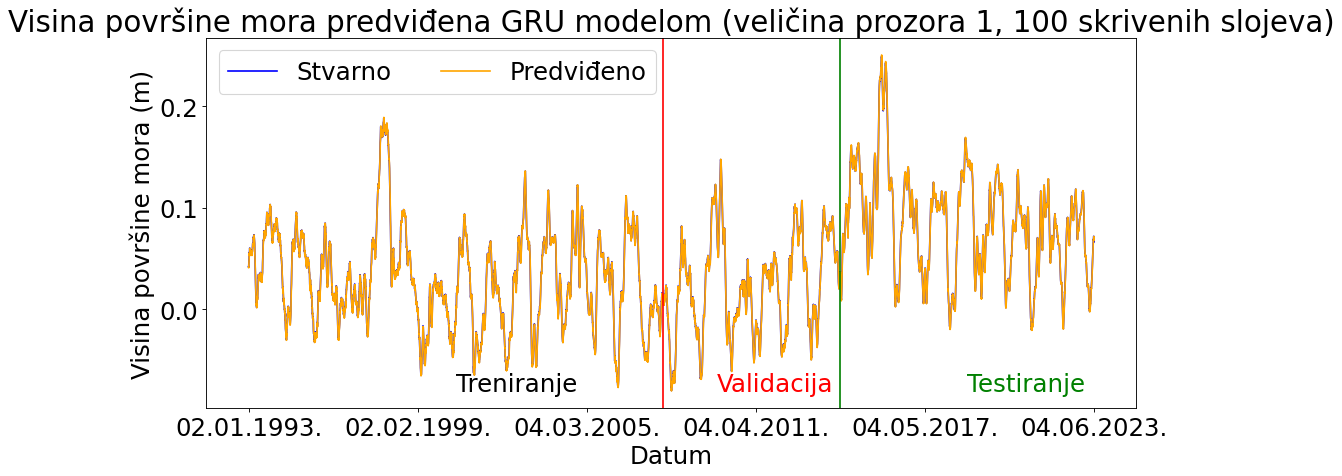 Visina površine mora predviđena GRU modelom (veličina prozora 1, 100 skrivenih slojeva)
Stvarno Predviđeno
Visina površine mora (m)
0.2
0.1
0.0
Treniranje Validacija Testiranje
02.01.1993. 02.02.1999. 04.03.2005. 04.04.2011. 04.05.2017. 04.06.2023.
Datum